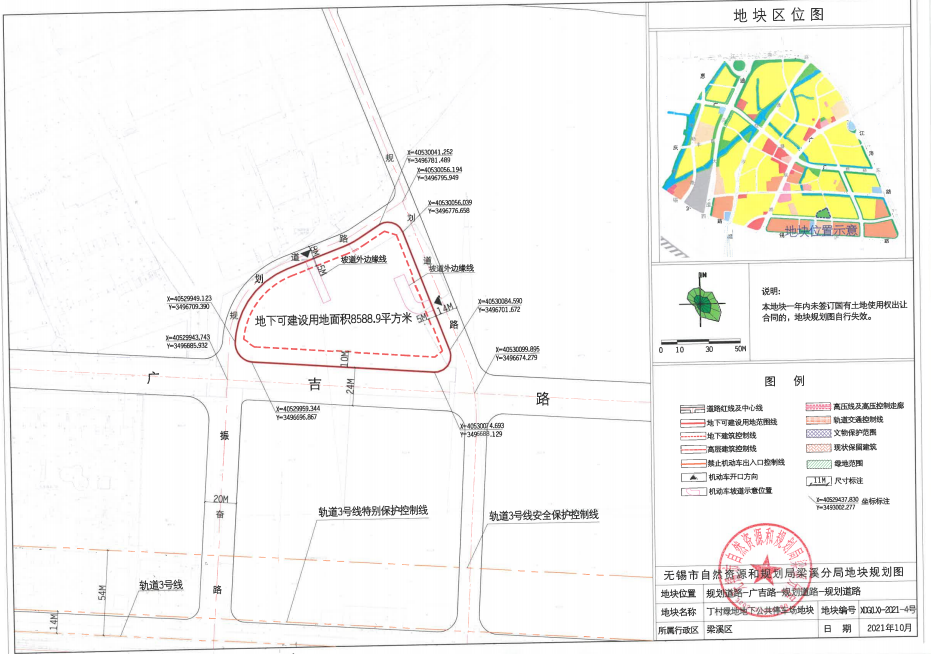 地块区位图
地块位置示意
X=40530041.252
Y=3496781.489
X=40530056.194
Y=3496795.949
X=40530056.039
Y=3496776.698
规
划
道
路
规
划
道
路
坡道外边缘线
坡道外边缘线
地下可建设用地面积8588.9平方米
5M
14M
10M
24M
X=40529949.123
Y=3496709.390
X=40529943.743
Y=3496685.932
X=40530084.590
Y=3496701.672
X=40530099.895
Y=3496674.279
X=40529959.344
Y=3496696.867
X=40530074.693
广
吉
路
振
奋
路
20M
轨道3号线特别保护控制线
轨道3号线安全保护控制线
轨道3号线
54M
14M
0 10 30 50M
说明:
本地块一年内未签订国有土地使用权出让
合同的，地块规划图自行失效。
图 例
道路红线及中心线
地下可建设用地范围线
地下建筑控制线
高层建筑控制线
禁止机动车出入口控制线
机动车开口方向
机动车坡道示意位置
高压线及高压控制走廊
轨道交通控制线
文物保护范围
现状保留建筑
绿地范围
11M 尺寸标注
X=40529437.830
Y=3493002.277
坐标标注
无锡市自然资源和规划局梁溪分局地块规划图
地块位置 规划道路-广吉路-规划道路-规划道路
地块名称 丁村绿地地下公共停车场地块 地块编号 XDGLX-2021-4号
所属行政区 梁溪区 日 期 2021年10月